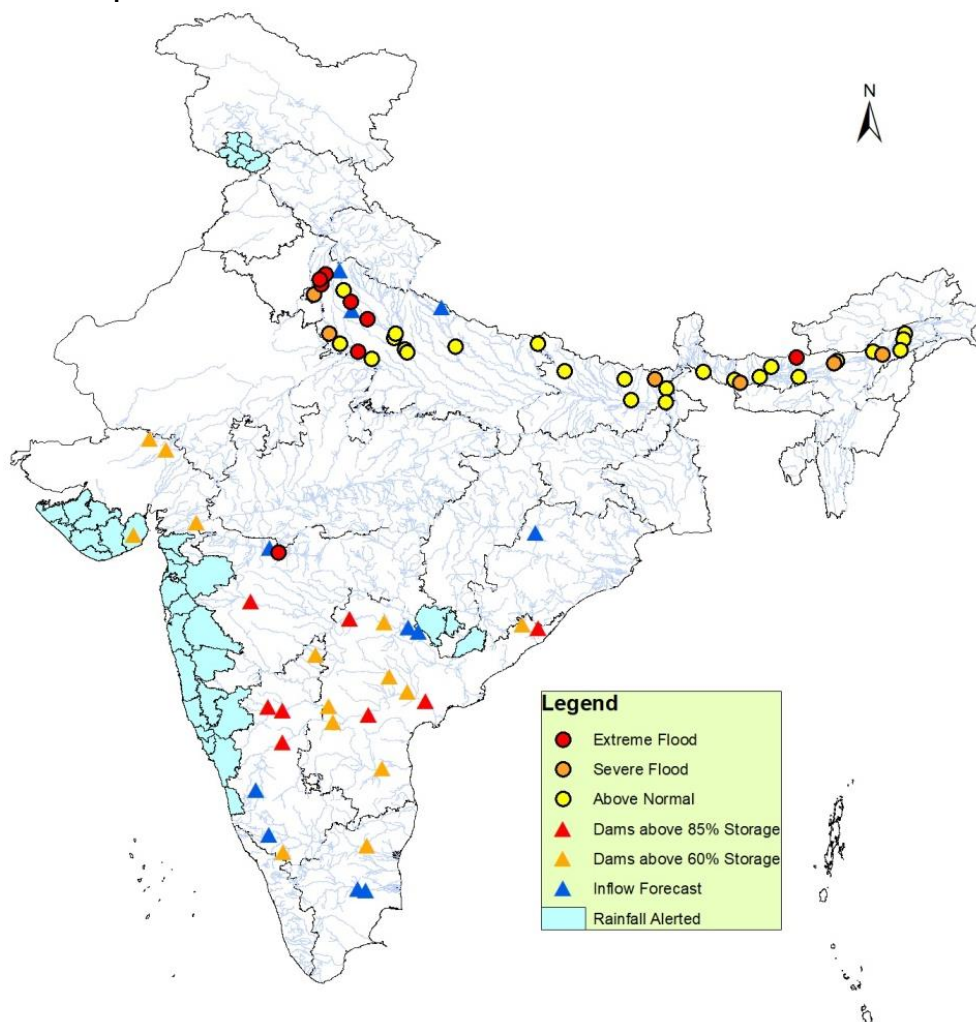 N
Legend
Extreme Flood
Severe Flood
Above Normal
Dams above 85% Storage
Dams above 60% Storage
Inflow Forecast
Rainfall Alerted